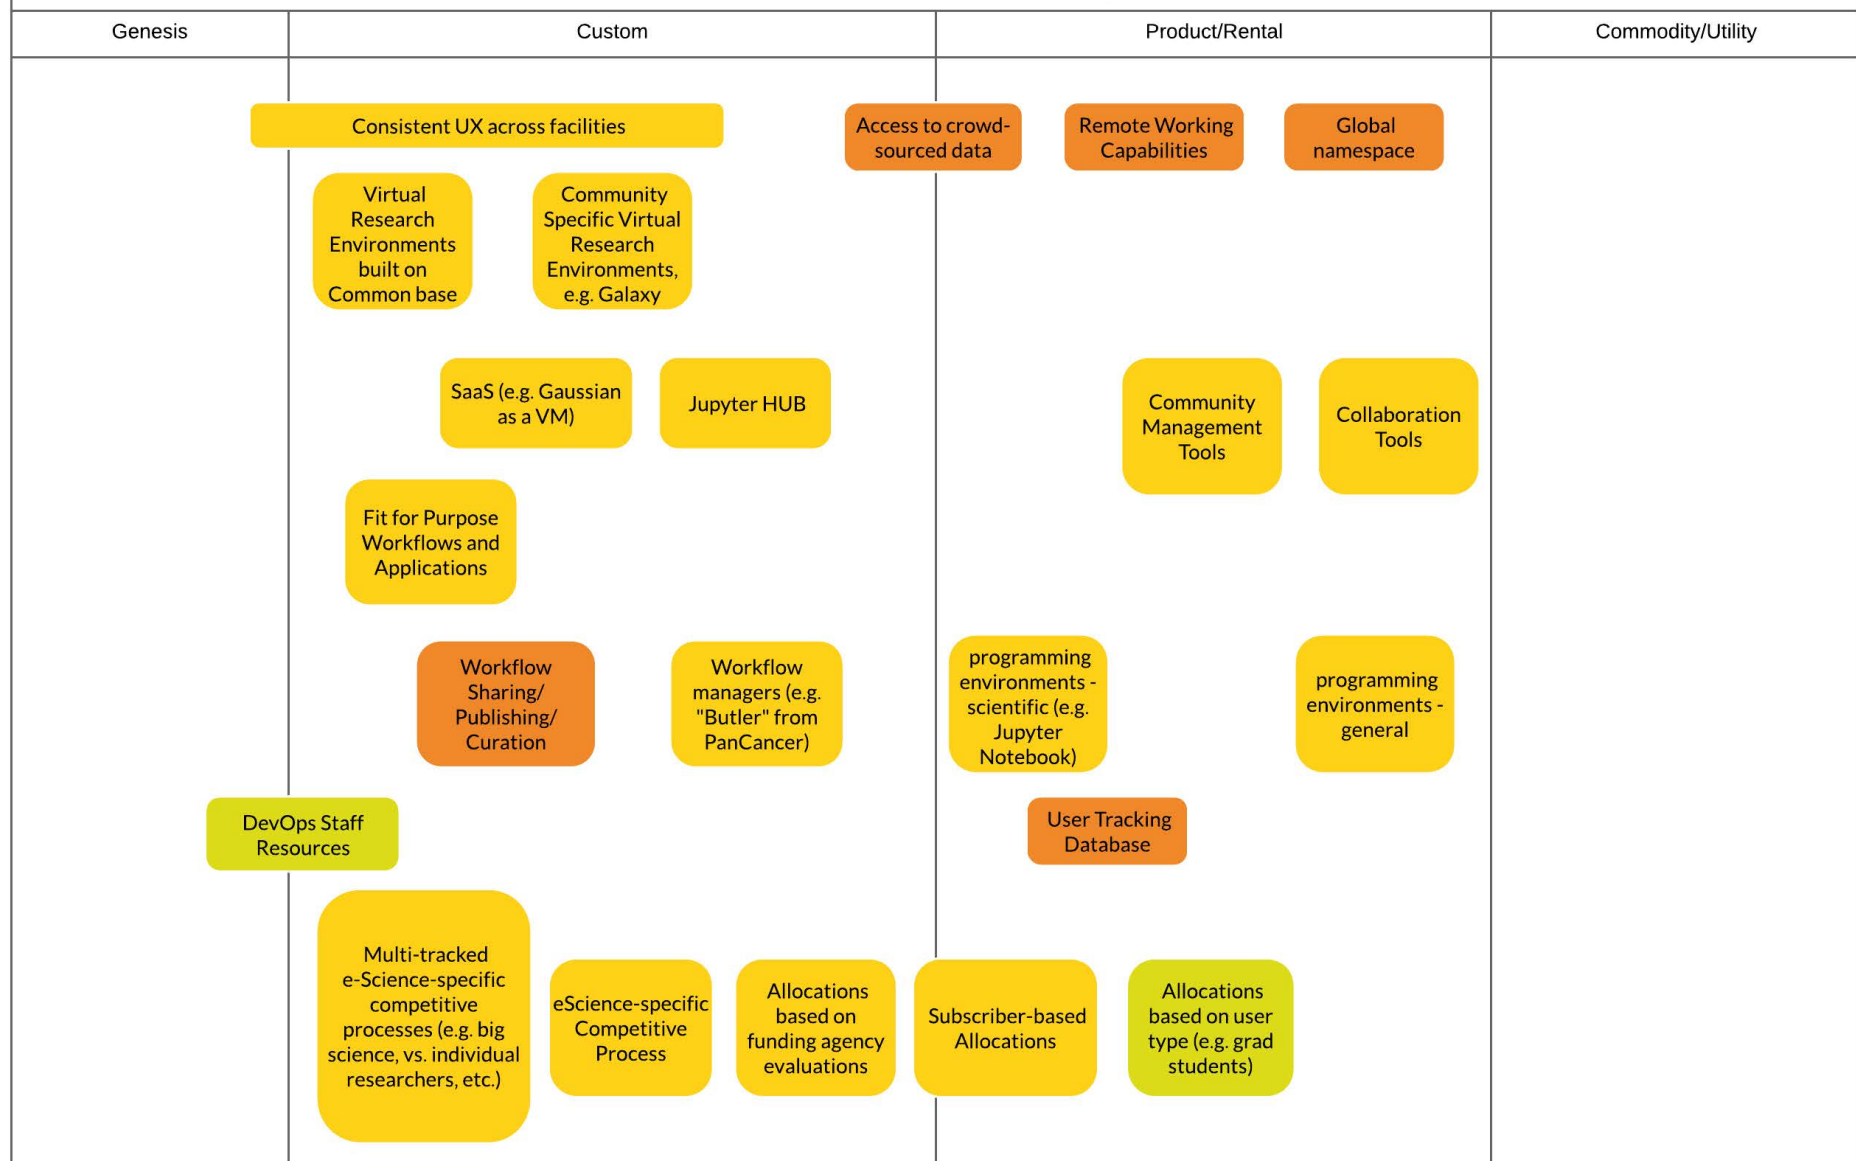 Genesis
Custom
Product/Rental
Commodity/Utility
Consistent UX across facilities
Access to crowd-
sourced data
Remote Working
Capabilities
Global
namespace
Virtual
Research
Environments
built on
Common base
Community
Specific Virtual
Research
Environments,
e.g. Galaxy
SaaS (e.g. Gaussian
as a VM)
Jupyter HUB
Community
Management
Tools
Collaboration
Tools
Fit for Purpose
Workflows and
Applications
Workflow
Sharing/
Publishing/
Curation
Workflow
managers (e.g.
"Butler" from
PanCancer)
programming
environments -
scientific (e.g.
Jupyter
Notebook)
programming
environments -
general
DevOps Staff
Resources
User Tracking
Database
Multi-tracked
e-Science-specific
competitive
processes (e.g. big
science, vs. individual
researchers, etc.)
eScience-specific
Competitive
Process
Allocations
based on
funding agency
evaluations
Subscriber-based
Allocations
Allocations
based on user
type (e.g. grad
students)